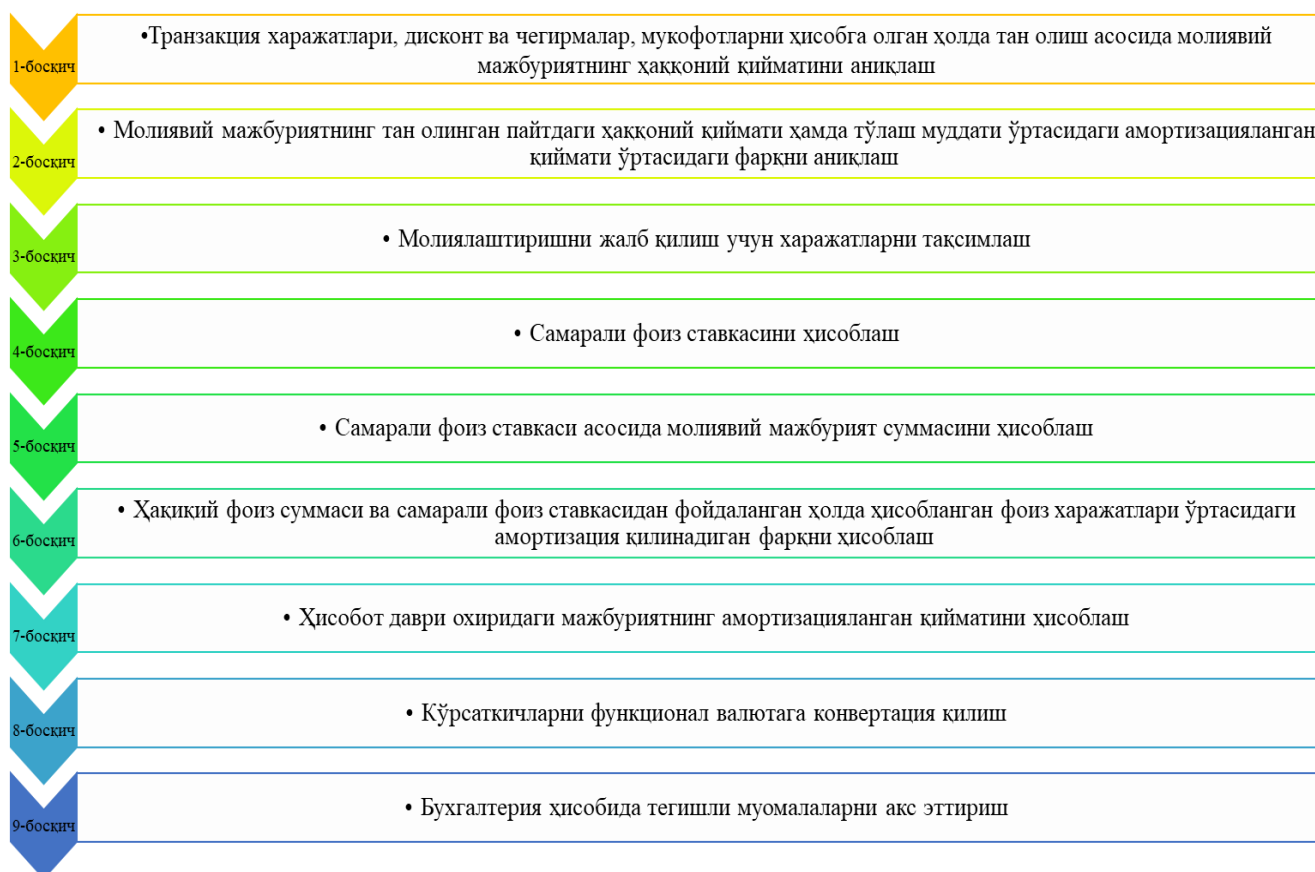 1-босқич
•Транзакция харажатлари, дисконт ва чегирмалар, мукофотларни ҳисобга олган ҳолда тан олиш асосида молиявий
мажбуриятнинг ҳаққоний қийматини аниқлаш
2-босқич
• Молиявий мажбуриятнинг тан олинган пайтдаги ҳаққоний қиймати ҳамда тўлаш муддати ўртасидаги амортизацияланган
қиймати ўртасидаги фарқни аниқлаш
3-босқич
• Молиялаштиришни жалб қилиш учун харажатларни тақсимлаш
4-босқич
• Самарали фоиз ставкасини ҳисоблаш
5-босқич
• Самарали фоиз ставкаси асосида молиявий мажбурият суммасини ҳисоблаш
6-босқич
• Ҳақиқий фоиз суммаси ва самарали фоиз ставкасидан фойдаланган ҳолда ҳисобланган фоиз харажатлари ўртасидаги
амортизация қилинадиган фарқни ҳисоблаш
7-босқич
• Ҳисобот даври охиридаги мажбуриятнинг амортизацияланган қийматини ҳисоблаш
8-босқич
• Кўрсаткичларни функционал валютага конвертация қилиш
9-босқич
• Бухгалтерия ҳисобида тегишли муомалаларни акс эттириш